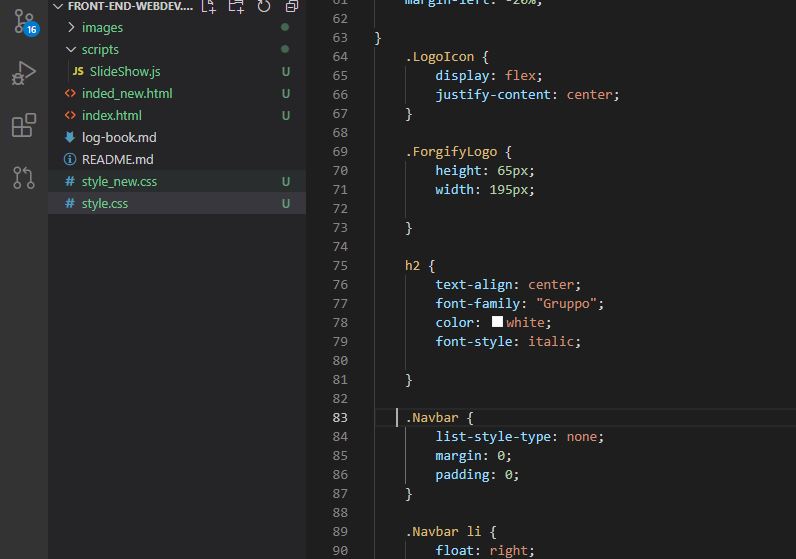 FRONT-END-WEBDEV....
16
images
scripts
JS SlideShow.js U
<> inded_new.html U
<> index.html U
log-book.md
README.md
# style_new.css U
# style.css U
61 margin-left: -20%;
62
63 }
64 .LogoIcon {
65 display: flex;
66 justify-content: center;
67 }
68
69 .ForgifyLogo {
70 height: 65px;
71 width: 195px;
72
73 }
74
75 h2 {
76 text-align: center;
77 font-family: "Gruppo";
78 color: white;
79 font-style: italic;
80
81 }
82
83 .Navbar {
84 list-style-type: none;
85 margin: 0;
86 padding: 0;
87 }
88
89 .Navbar li {
90 float: right;